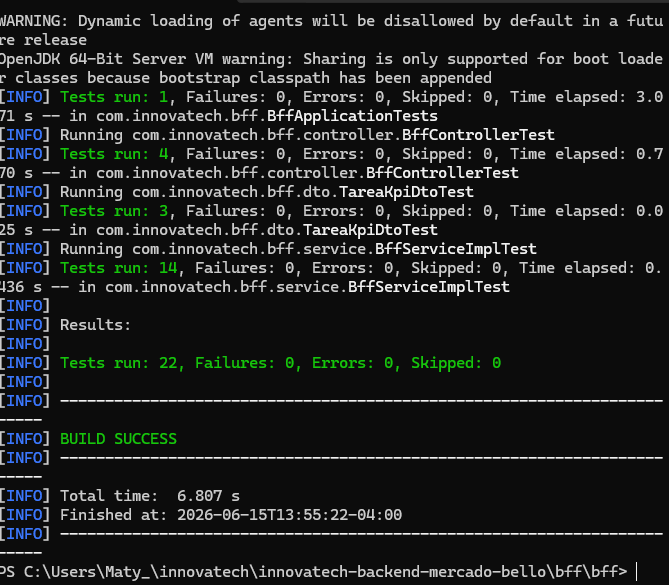 WARNING: Dynamic loading of agents will be disallowed by default in a futu
re release
OpenJDK 64-Bit Server VM warning: Sharing is only supported for boot loade
r classes because bootstrap classpath has been appended
[INFO] Tests run: 1, Failures: 0, Errors: 0, Skipped: 0, Time elapsed: 3.0
71 s -- in com.innovatech.bff.BffApplicationTests
[INFO] Running com.innovatech.bff.controller.BffControllerTest
[INFO] Tests run: 4, Failures: 0, Errors: 0, Skipped: 0, Time elapsed: 0.7
70 s -- in com.innovatech.bff.controller.BffControllerTest
[INFO] Running com.innovatech.bff.dto.TareaKpiDtoTest
[INFO] Tests run: 3, Failures: 0, Errors: 0, Skipped: 0, Time elapsed: 0.0
25 s -- in com.innovatech.bff.dto.TareaKpiDtoTest
[INFO] Running com.innovatech.bff.service.BffServiceImplTest
[INFO] Tests run: 14, Failures: 0, Errors: 0, Skipped: 0, Time elapsed: 0.
436 s -- in com.innovatech.bff.service.BffServiceImplTest
[INFO]
[INFO] Results:
[INFO]
[INFO] Tests run: 22, Failures: 0, Errors: 0, Skipped: 0
[INFO]
[INFO] -------------------------------------------------------------------
-----
[INFO] BUILD SUCCESS
[INFO] -------------------------------------------------------------------
-----
[INFO] Total time:  6.807 s
[INFO] Finished at: 2026-06-15T13:55:22-04:00
[INFO] -------------------------------------------------------------------
-----
PS C:\Users\Maty_\innovatech\innovatech-backend-mercado-bello\bff\bff>